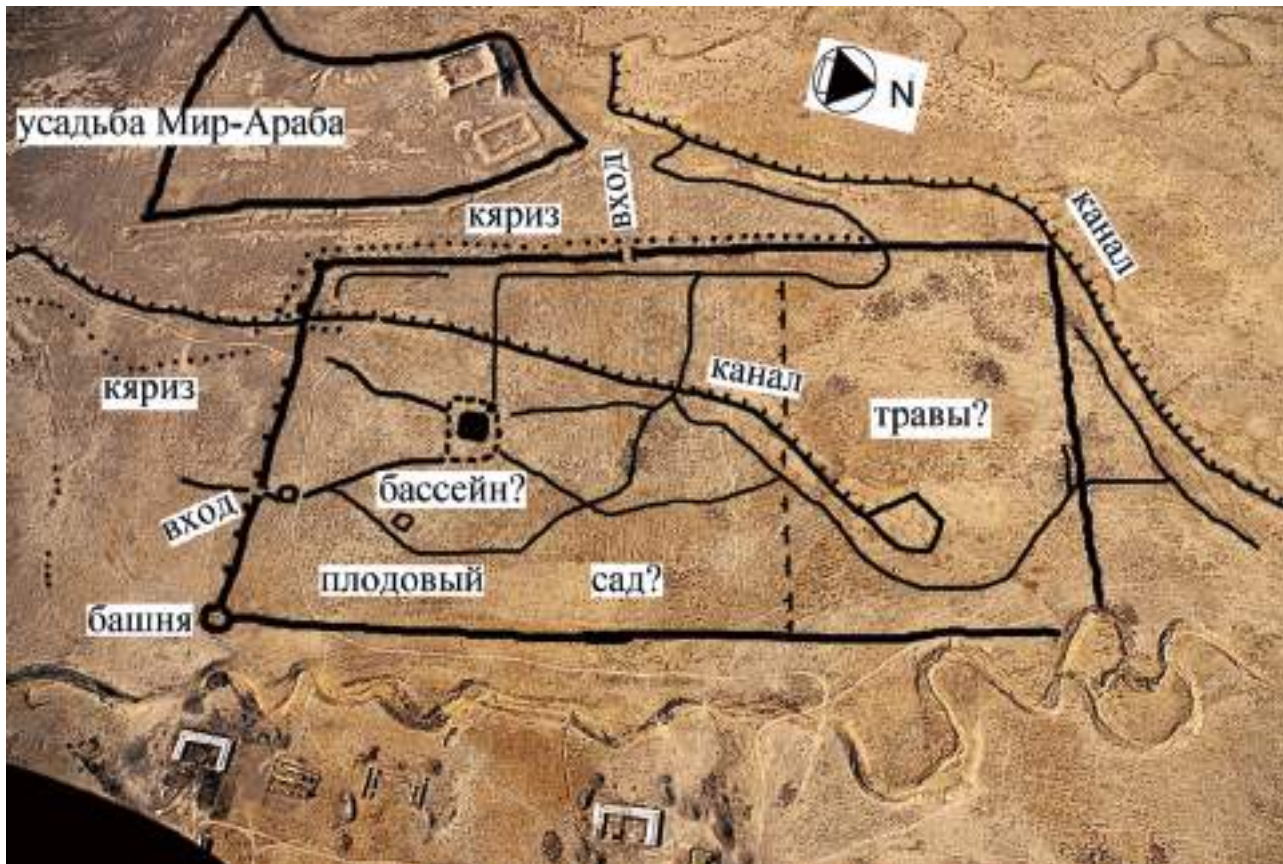 N
усадьба Мир-Араба
кяриз
вход
канал
кяриз
канал
травы?
бассейн?
вход
плодовый сад?
башня